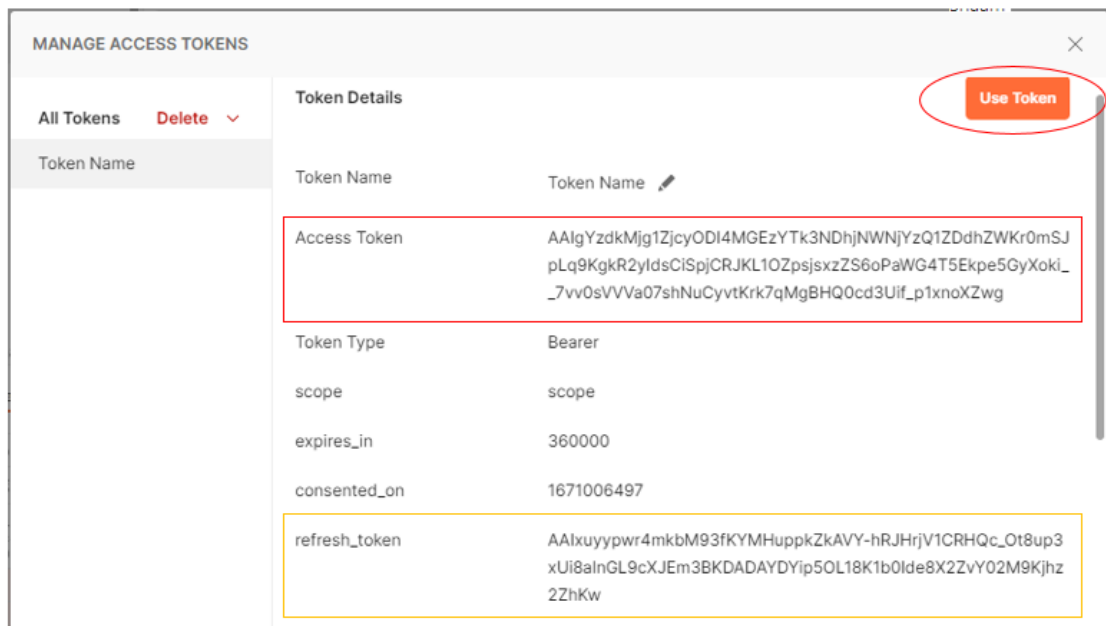 MANAGE ACCESS TOKENS
All Tokens Delete
Token Name
Token Details
Use Token
Token Name Token Name
Access Token AAIgYzdkMjg1ZjcyODI4MGEzYTk3NDhjNWNjYzQ1ZDdhZWKr0mSJ
pLq9KgkR2yIdsCiSpjCRJKL1OZpsjsxzZS6oPaWG4T5Ekpe5GyXoki_
_7vv0sVVVa07shNuCyvtKrk7qMgBHQ0cd3Uif_p1xnoXZwg
Token Type Bearer
scope scope
expires_in 360000
consented_on 1671006497
refresh_token AAIxuyypwr4mkbM93fKYMHuppkZkAVY-hRJHrjV1CRHQc_Ot8up3
xUi8alnGL9cXJEm3BKDADAYDYip5OL18K1b0Ide8X2ZvY02M9Kjhz
2ZhKw